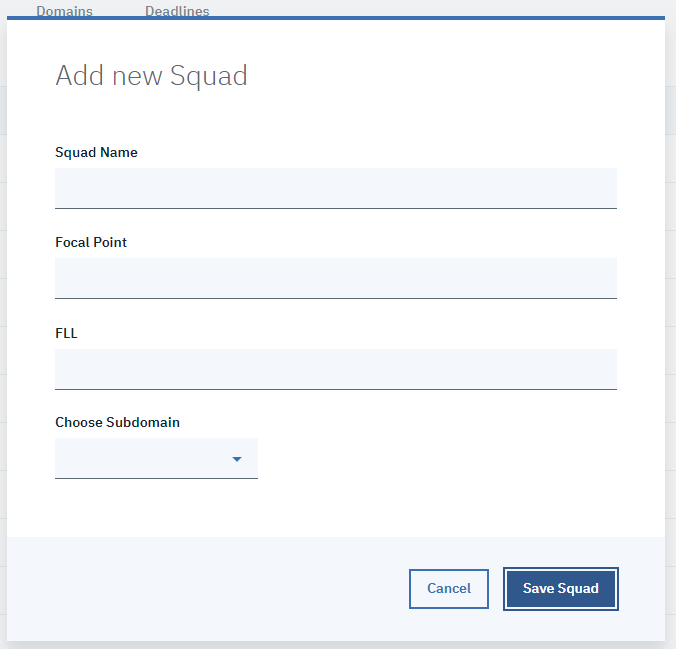 Domains Deadlines
Add new Squad
Squad Name
Focal Point
FLL
Choose Subdomain
Cancel Save Squad